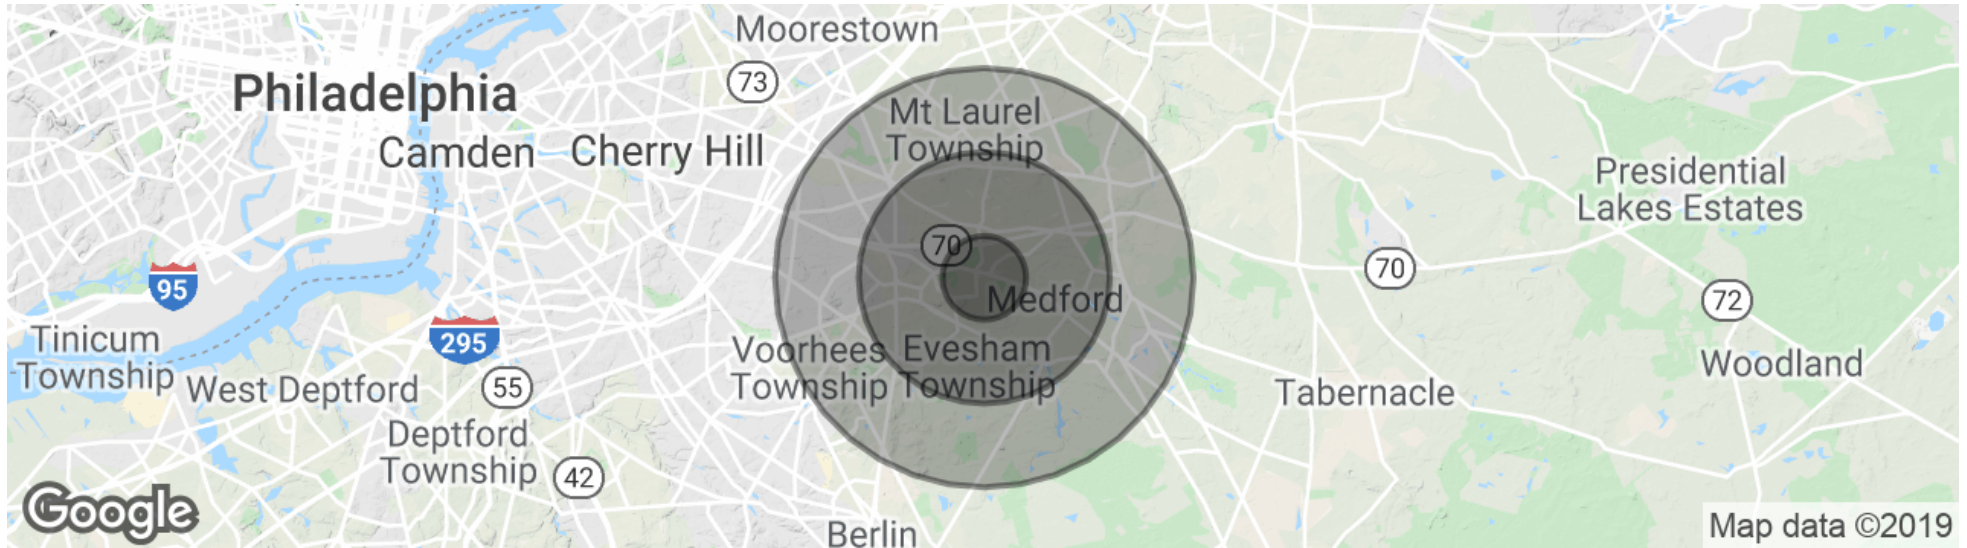 Moorestown
73
Philadelphia
Mt Laurel
Township
Camden
Cherry Hill
Presidential
Lakes Estates
70
70
95
Medford
72
295
Tinicum
Township
Voorhees
Township
Evesham
Township
Woodland
West Deptford
55
Tabernacle
Deptford
Township
42
Google
Berlin
Map data ©2019